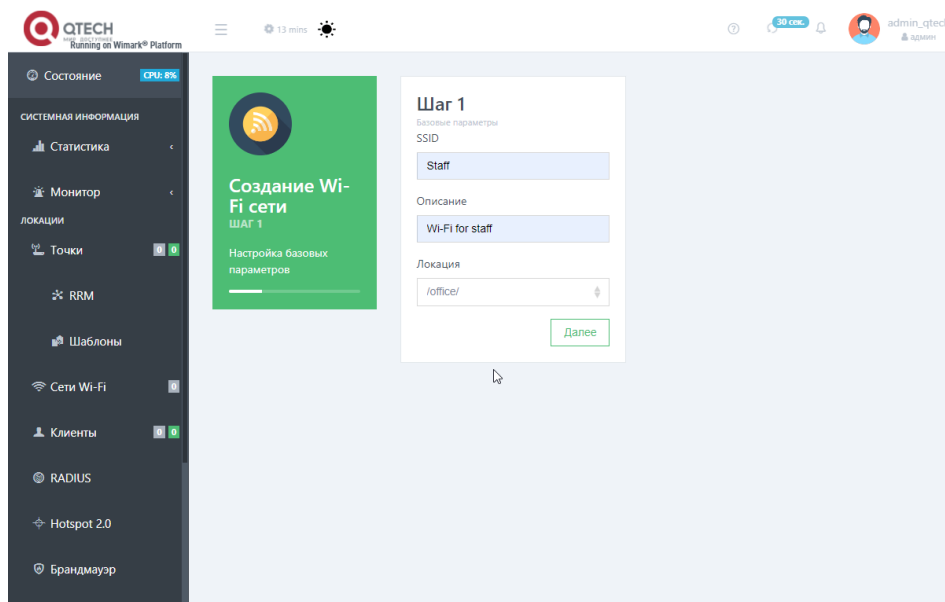 QTECH
МИР ДОСТУПНЕЕ
Running on Wimark® Platform
13 mins
30 сек.
admin_qtech
админ
Состояние
CPU: 8%
СИСТЕМНАЯ ИНФОРМАЦИЯ
Статистика
Монитор
ЛОКАЦИИ
Точки
0 0
RRM
Шаблоны
Сети Wi-Fi
0
Клиенты
0 0
RADIUS
Hotspot 2.0
Брандмауэр
Создание Wi-
Fi сети
ШАГ 1
Настройка базовых
параметров
Шаг 1
Базовые параметры
SSID
Staff
Описание
Wi-Fi for staff
Локация
/office/
Далее